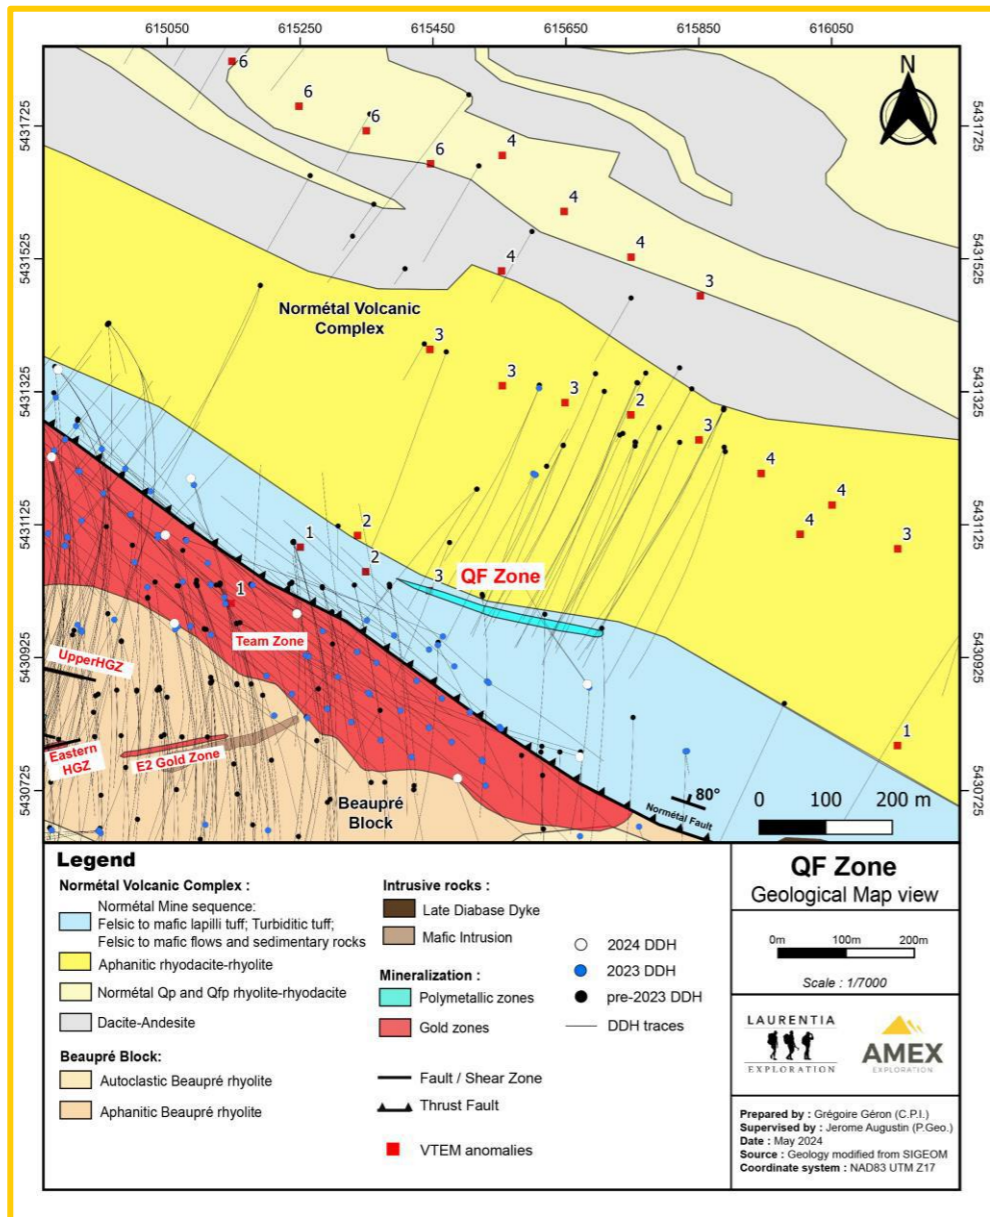 615050 615250 615450 615650 615850 616050
N
5431725
5431525
5431325
5431125
5430925
5430725
5431725
5431525
5431325
5431125
5430925
5430725
6
6
6
6
4
4
4
4
3
Normétal Volcanic
Complex
3
3
3
2
3
4
4
4
3
2
1
2
3
QF Zone
1
Team Zone
UpperHGZ
Eastern
HGZ
E2 Gold Zone
1
Beaupré
Block
80°
Normétal Fault
0 100 200 m
Legend
Normétal Volcanic Complex :
Normétal Mine sequence:
Felsic to mafic lapilli tuff; Turbiditic tuff;
Felsic to mafic flows and sedimentary rocks
Aphanitic rhyodacite-rhyolite
Normétal Qp and Qfp rhyolite-rhyodacite
Dacite-Andesite
Beaupré Block:
Autoclastic Beaupré rhyolite
Aphanitic Beaupré rhyolite
Intrusive rocks :
Late Diabase Dyke
Mafic Intrusion
Mineralization :
Polymetallic zones
Gold zones
Fault / Shear Zone
Thrust Fault
VTEM anomalies
2024 DDH
2023 DDH
pre-2023 DDH
DDH traces
QF Zone
Geological Map view
0m 100m 200m
Scale : 1/7000
LAURENTIA
EXPLORATION
AMEX
EXPLORATION
Prepared by : Grégoire Géron (C.P.I.)
Supervised by : Jerome Augustin (P.Geo.)
Date : May 2024
Source : Geology modified from SIGEOM
Coordinate system : NAD83 UTM Z17